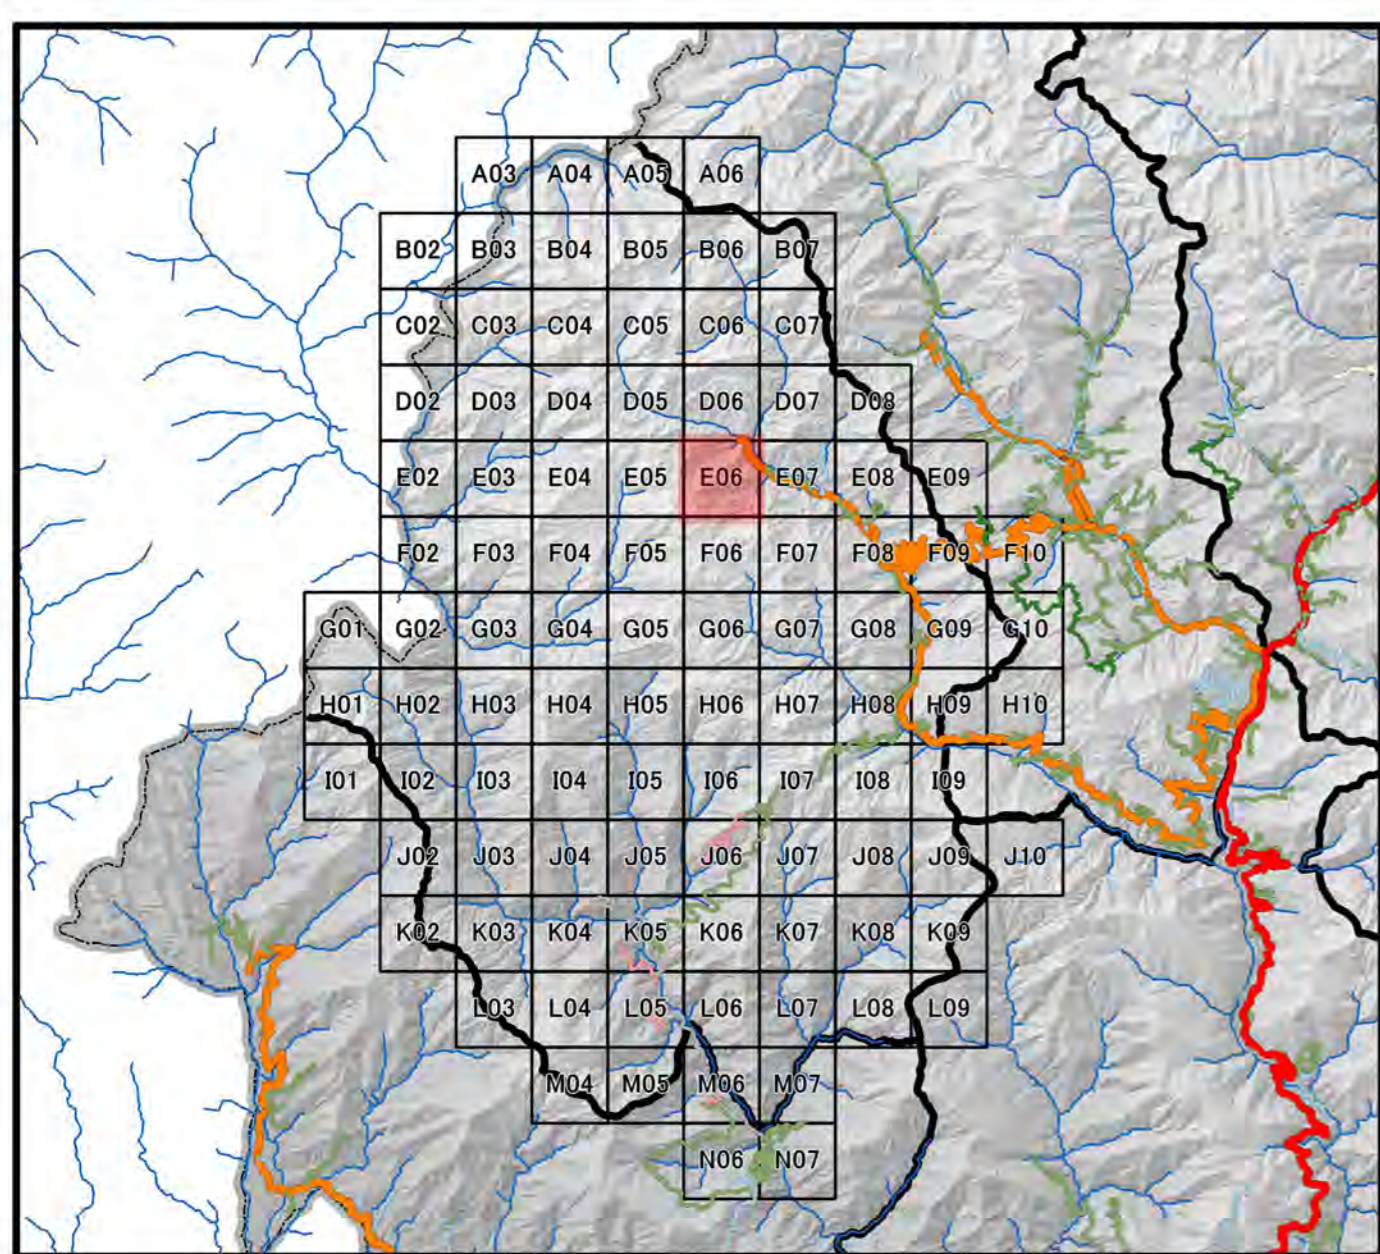 A03 A04 A05 A06
B02 B03 B04 B05 B06 B07
C02 C03 C04 C05 C06 C07
D02 D03 D04 D05 D06 D07 D08
E02 E03 E04 E05 E06 E07 E08 E09
F02 F03 F04 F05 F06 F07 F08 F09 F10
G01 G02 G03 G04 G05 G06 G07 G08 G09 G10
H01 H02 H03 H04 H05 H06 H07 H08 H09 H10
I01 I02 I03 I04 I05 I06 I07 I08 I09
J02 J03 J04 J05 J06 J07 J08 J09 J10
K02 K03 K04 K05 K06 K07 K08 K09
L03 L04 L05 L06 L07 L08 L09
M04 M05 M06 M07
N06 N07